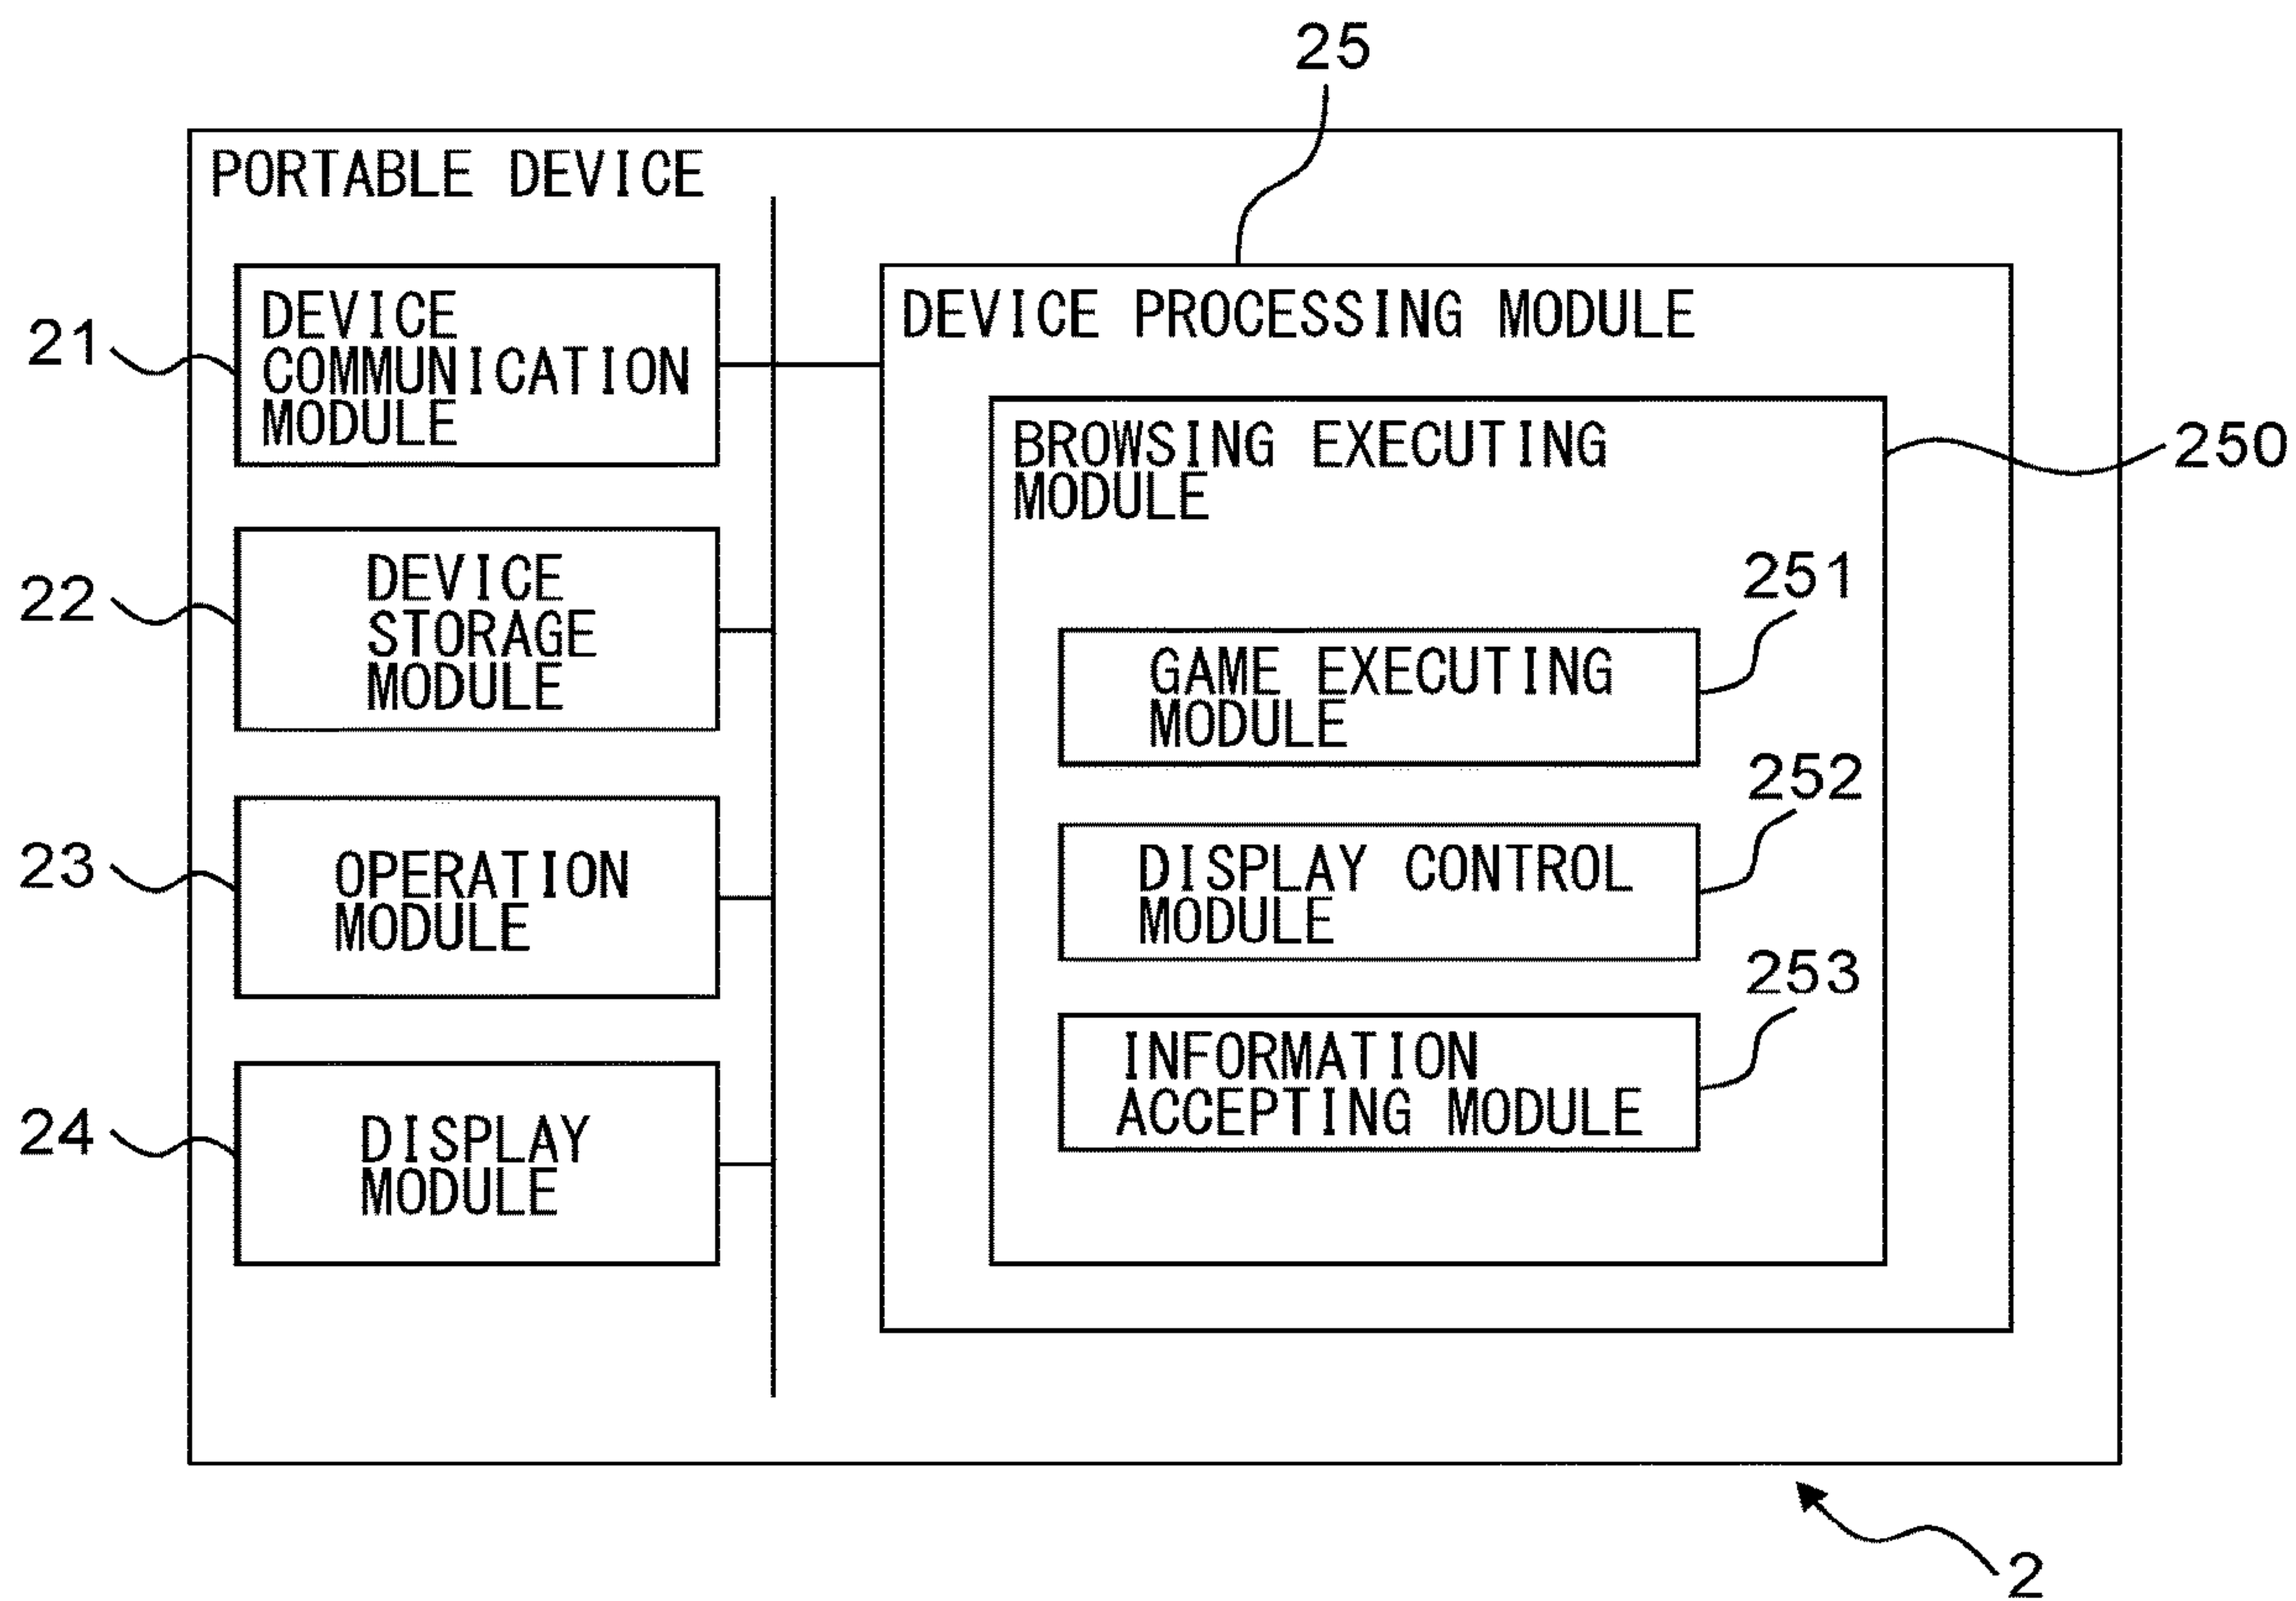 25
PORTABLE DEVICE
21
DEVICE
COMMUNICATION
MODULE
22
DEVICE
STORAGE
MODULE
23
OPERATION
MODULE
24
DISPLAY
MODULE
DEVICE PROCESSING MODULE
BROWSING EXECUTING
MODULE
250
251
GAME EXECUTING
MODULE
252
DISPLAY CONTROL
MODULE
253
INFORMATION
ACCEPTING MODULE
2